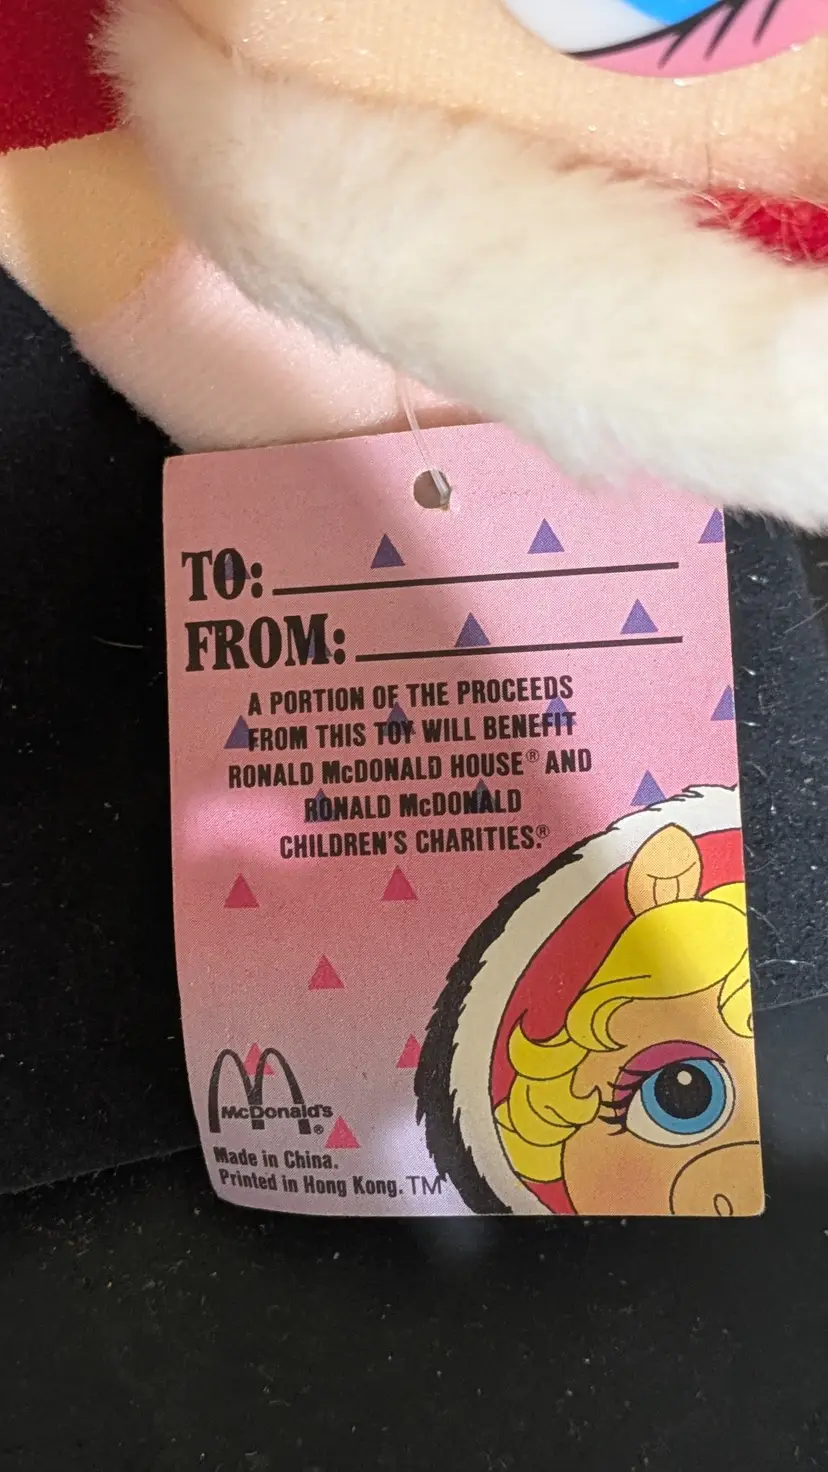 TO:
FROM:
A PORTION OF THE PROCEEDS
FROM THIS TOY WILL BENEFIT
RONALD McDONALD HOUSE® AND
RONALD McDONALD
CHILDREN'S CHARITIES.®
McDonald's
®
Made in China.
Printed in Hong Kong. TM